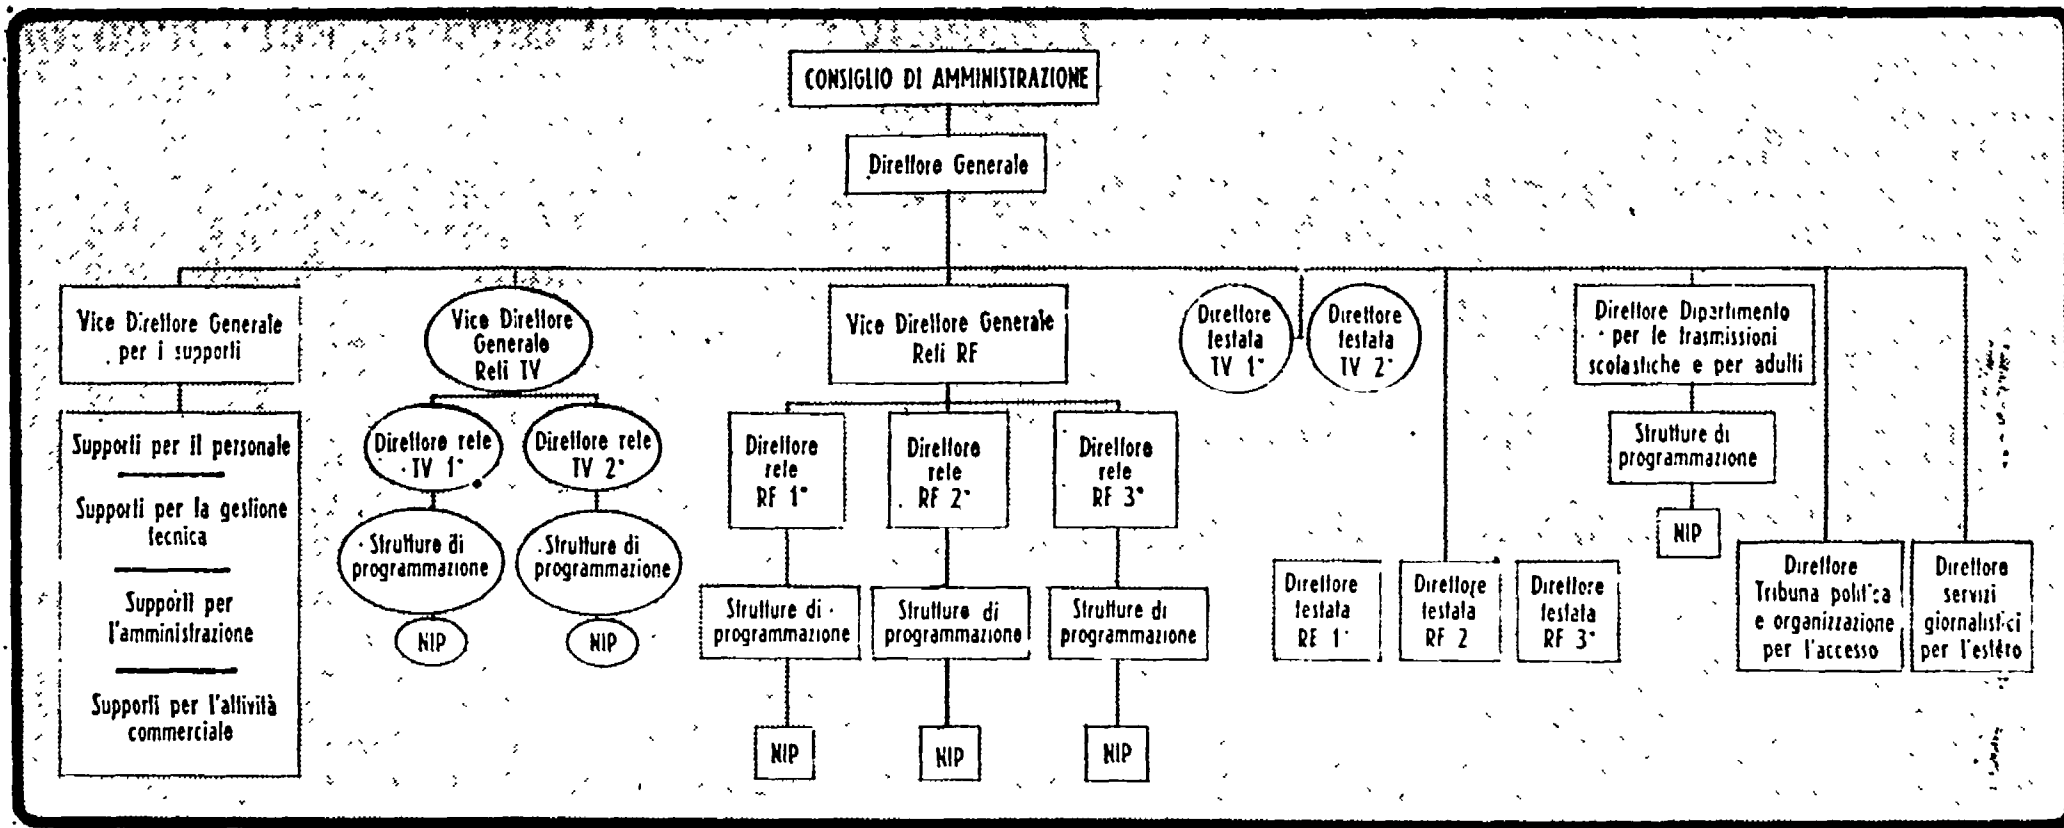 CONSIGLIO DI AMMINISTRAZIONE
Direttore Generale
Vice Direttore Generale
per i supporti
Supporti per il personale
Supporti per la gestione
tecnica
Supporti per
l'amministrazione
Supporti per l'attività
commerciale
Vice Direttore
Generale
Reti TV
Direttore rete
TV 1°
Direttore rete
TV 2°
Strutture di
programmazione
Strutture di
programmazione
NIP
NIP
Vice Direttore Generale
Reti RF
Direttore
rete
RF 1°
Direttore
rete
RF 2°
Direttore
rete
RF 3°
Strutture di
programmazione
Strutture di
programmazione
Strutture di
programmazione
NIP
NIP
NIP
Direttore
testata
TV 1°
Direttore
testata
TV 2°
Direttore
testata
RF 1°
Direttore
testata
RF 2
Direttore
testata
RF 3°
Direttore Dipartimento
per le trasmissioni
scolastiche e per adulti
Strutture di
programmazione
NIP
Direttore
Tribuna politica
e organizzazione
per l'accesso
Direttore
servizi
giornalistici
per l'estero